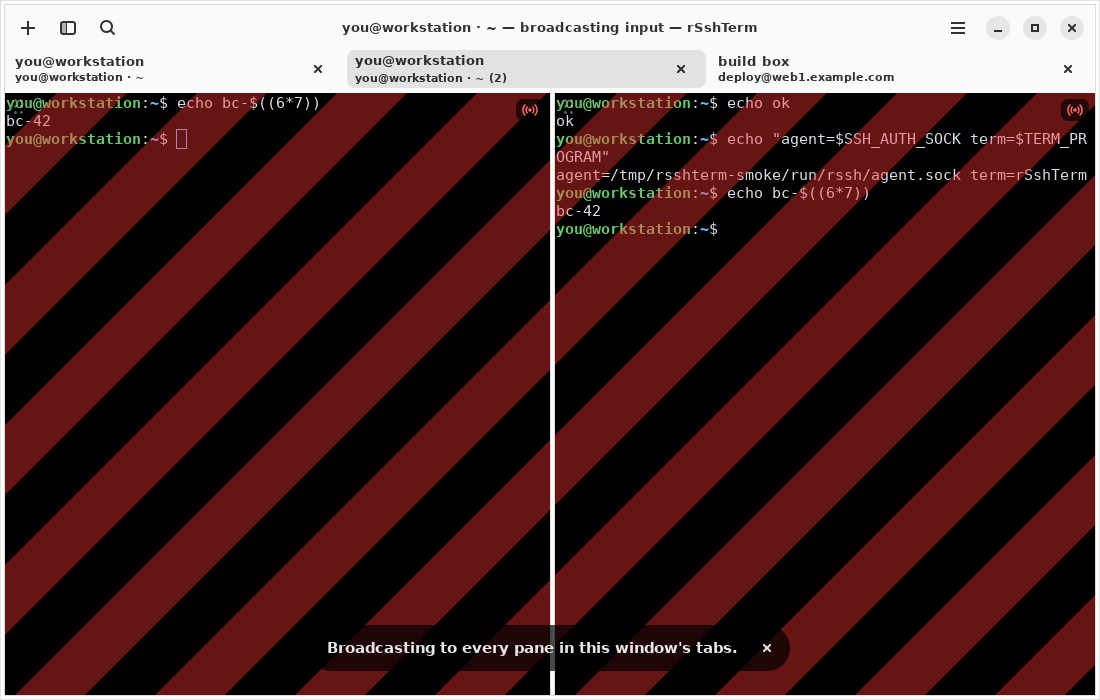 you@workstation · ~ — broadcasting input — rSshTerm
you@workstation
you@workstation · ~
you@workstation
you@workstation · ~ (2)
build box
deploy@web1.example.com
you@workstation:~$ echo bc-$((6*7))
bc-42
you@workstation:~$
you@workstation:~$ echo ok
ok
you@workstation:~$ echo "agent=$SSH_AUTH_SOCK term=$TERM_PR
OGRAM"
agent=/tmp/rsshterm-smoke/run/rssh/agent.sock term=rSshTerm
you@workstation:~$ echo bc-$((6*7))
bc-42
you@workstation:~$
Broadcasting to every pane in this window's tabs.